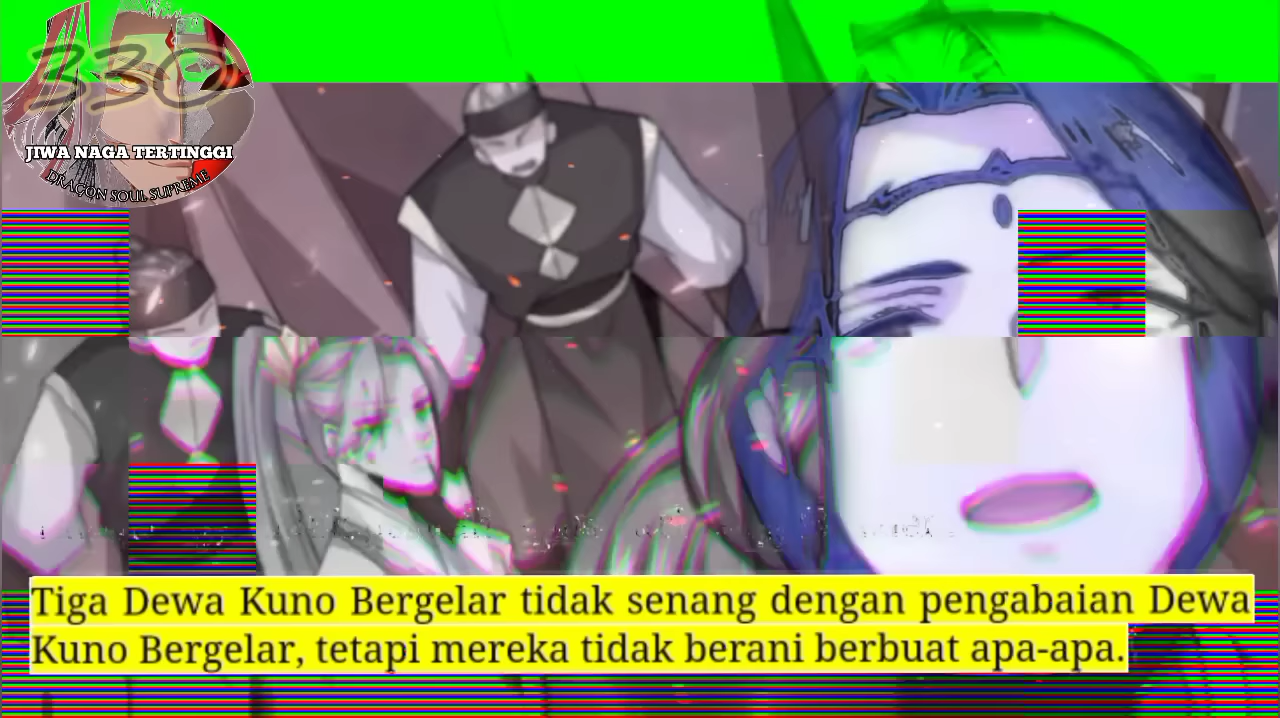 330
JIWA NAGA TERTINGGI
DRAGON SOUL SUPREME
Tiga Dewa Kuno Bergelar tidak senang dengan pengabaian Dewa
Kuno Bergelar, tetapi mereka tidak berani berbuat apa-apa.